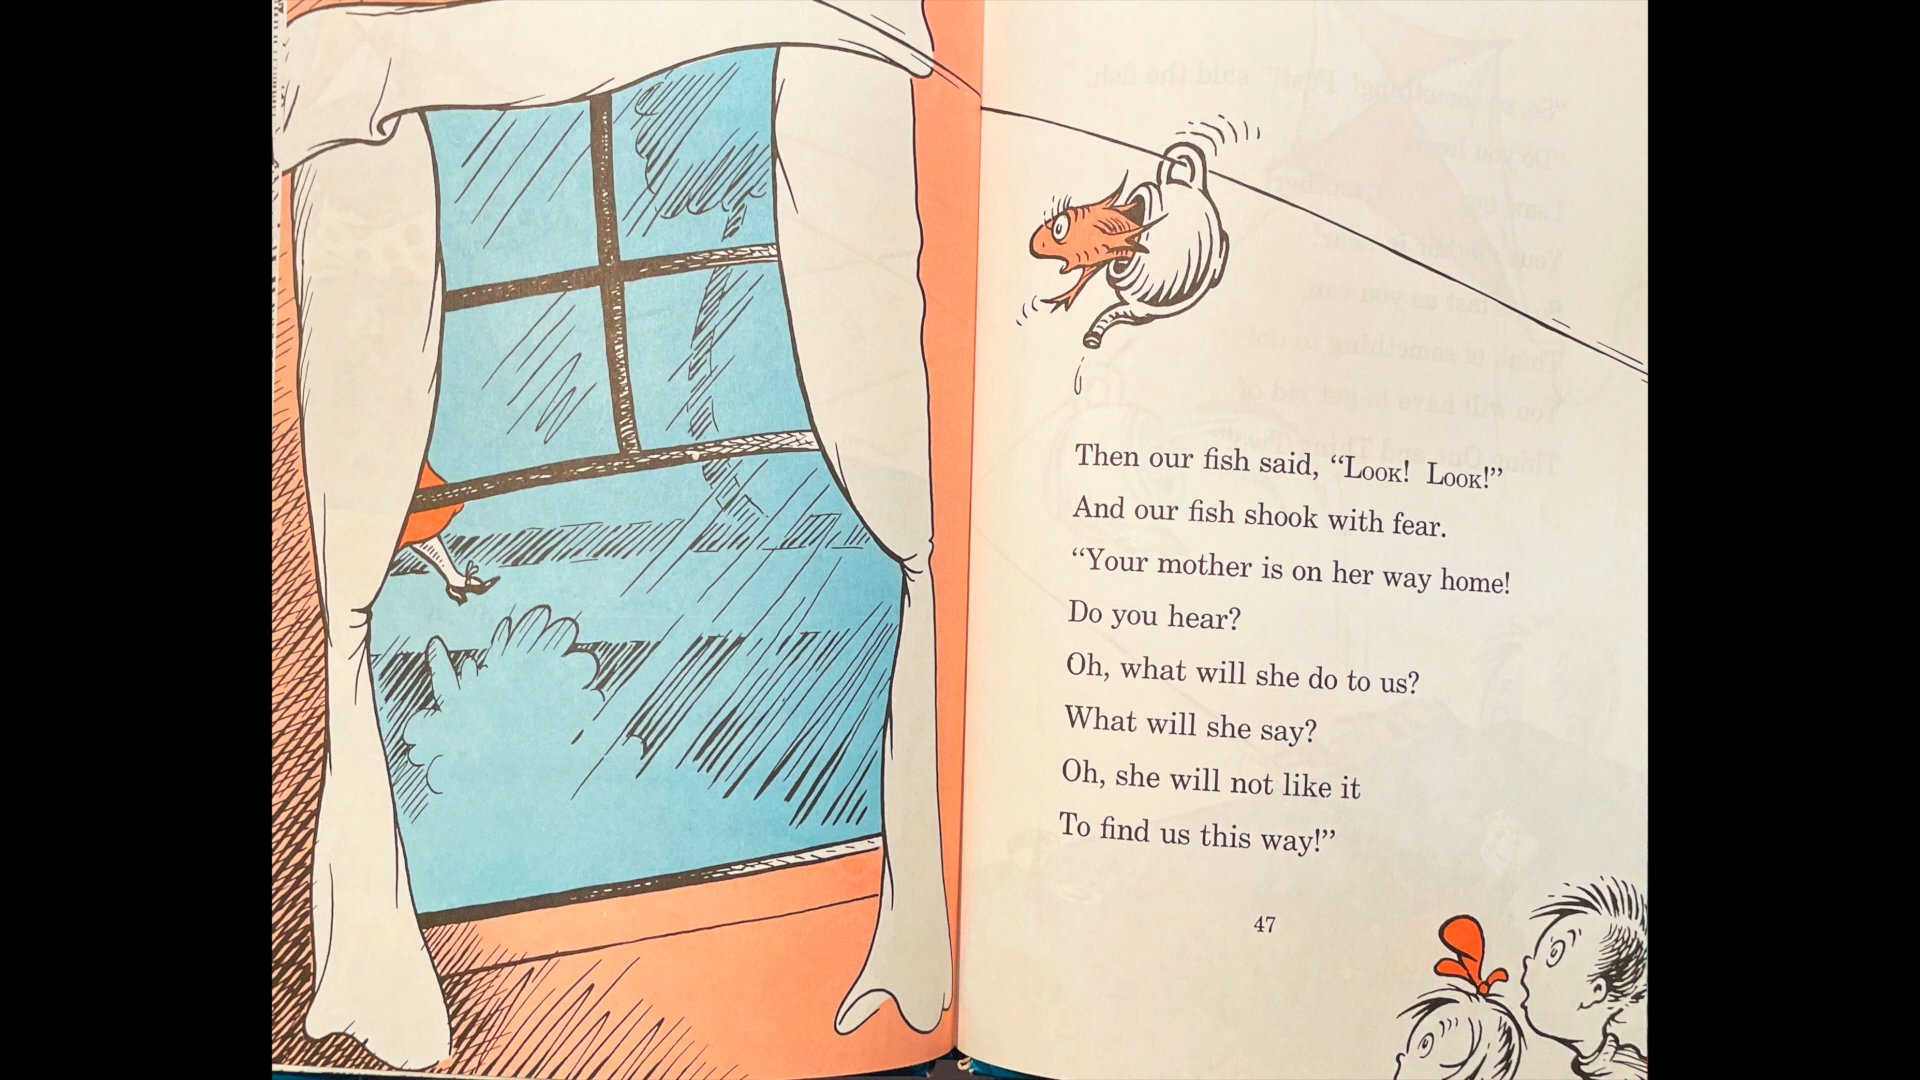 Then our fish said, “LOOK! LOOK!”
And our fish shook with fear.
“Your mother is on her way home!
Do you hear?
Oh, what will she do to us?
What will she say?
Oh, she will not like it
To find us this way!”
47